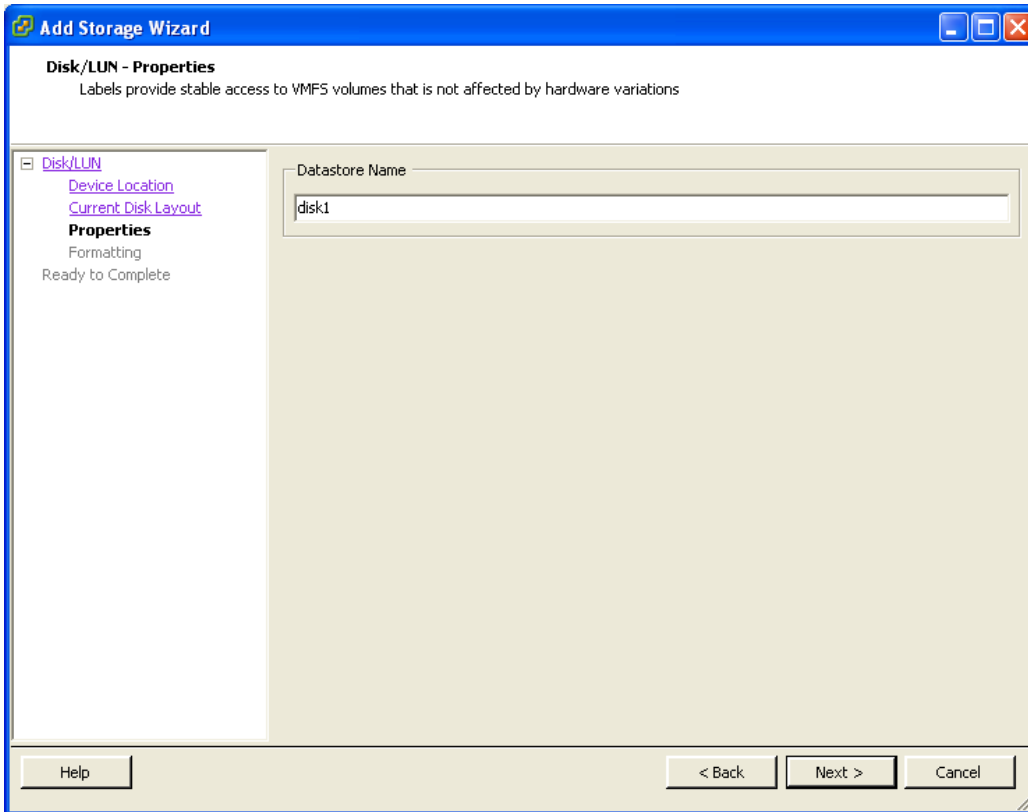 Add Storage Wizard
Disk/LUN - Properties
Labels provide stable access to VMFS volumes that is not affected by hardware variations
Disk/LUN
Device Location
Current Disk Layout
Properties
Formatting
Ready to Complete
Datastore Name
disk1
Help
< Back
Next >
Cancel